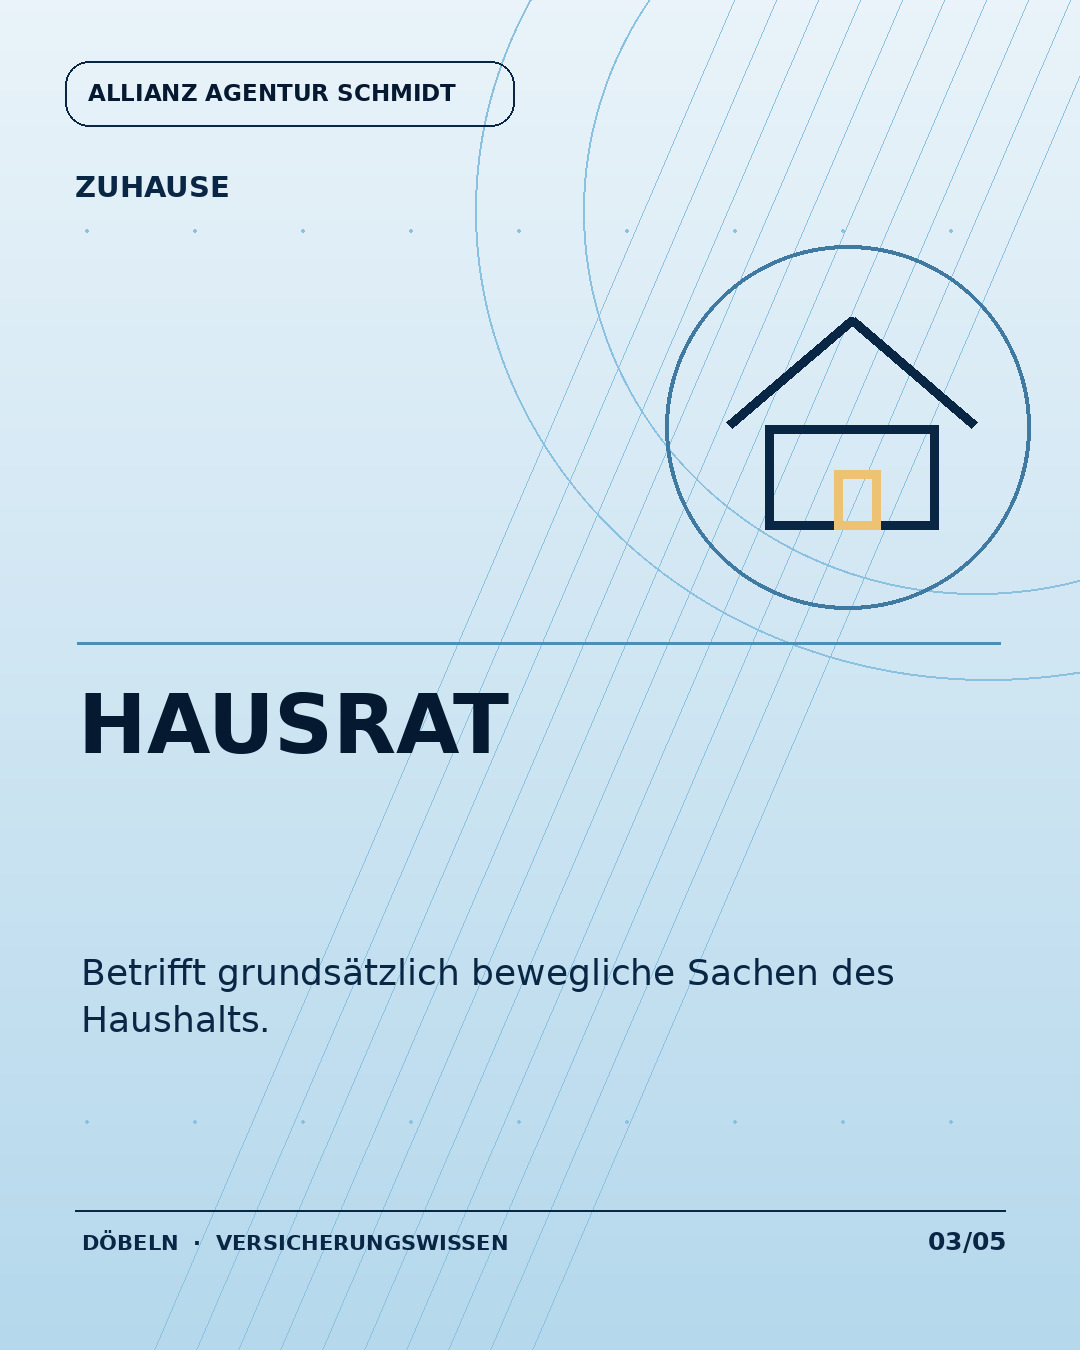 ALLIANZ AGENTUR SCHMIDT
ZUHAUSE
HAUSRAT
Betrifft grundsätzlich bewegliche Sachen des
Haushalts.
DÖBELN · VERSICHERUNGSWISSEN
03/05